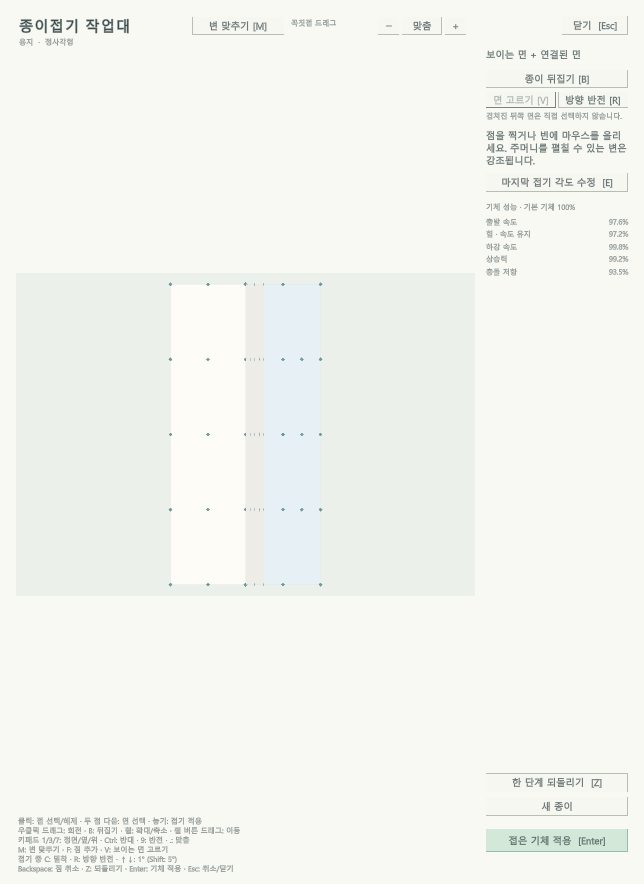 종이접기 작업대
용지 · 정사각형
변 맞추기 [M]
꼭짓점 드래그
−
맞춤
+
닫기 [Esc]
보이는 면 + 연결된 면
종이 뒤집기 [B]
면 고르기 [V]
방향 반전 [R]
겹쳐진 뒤쪽 면은 직접 선택하지 않습니다.
점을 찍거나 변에 마우스를 올리
세요. 주머니를 펼칠 수 있는 변은
강조됩니다.
마지막 접기 각도 수정 [E]
기체 성능 · 기본 기체 100%
출발 속도 97.6%
힘 · 속도 유지 97.2%
하강 속도 99.8%
상승력 99.2%
충돌 저항 93.5%
한 단계 되돌리기 [Z]
새 종이
접은 기체 적용 [Enter]
클릭: 점 선택/해제 · 두 점 다음: 면 선택 · 놓기: 접기 적용
우클릭 드래그: 회전 · B: 뒤집기 · 휠: 확대/축소 · 휠 버튼 드래그: 이동
키패드 1/3/7: 정면/옆/위 · Ctrl: 반대 · 9: 반전 · .: 맞춤
M: 변 맞추기 · F: 점 추가 · V: 보이는 면 고르기
접기 중 C: 밀착 · R: 방향 반전 · ↑ ↓: 1° (Shift: 5°)
Backspace: 점 취소 · Z: 되돌리기 · Enter: 기체 적용 · Esc: 취소/닫기